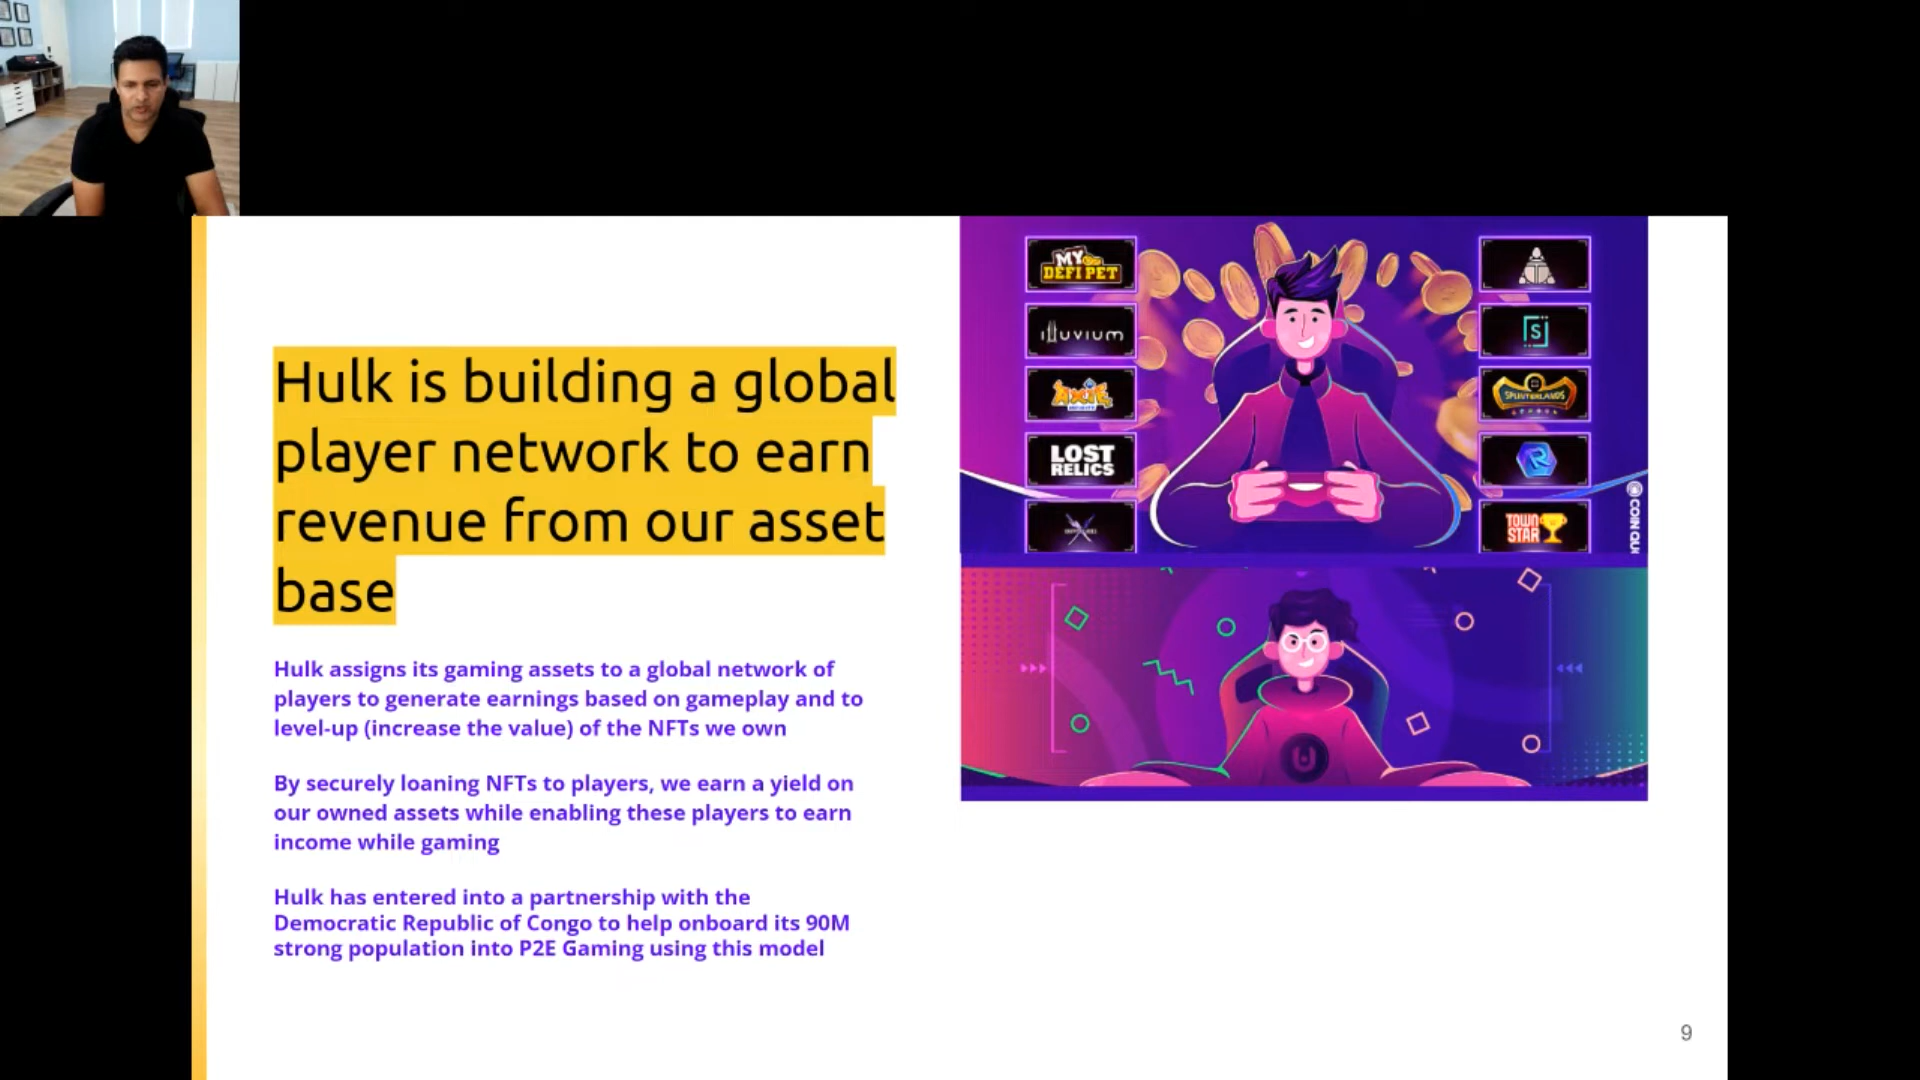 Hulk is building a global
player network to earn
revenue from our asset
base
Hulk assigns its gaming assets to a global network of
players to generate earnings based on gameplay and to
level-up (increase the value) of the NFTs we own
By securely loaning NFTs to players, we earn a yield on
our owned assets while enabling these players to earn
income while gaming
Hulk has entered into a partnership with the
Democratic Republic of Congo to help onboard its 90M
strong population into P2E Gaming using this model
MY
DEFI PET
illuvium
AXIE
INFINITY
LOST
RELICS
S
SPLINTERLANDS
R
TOWN
STAR
COIN QU
9